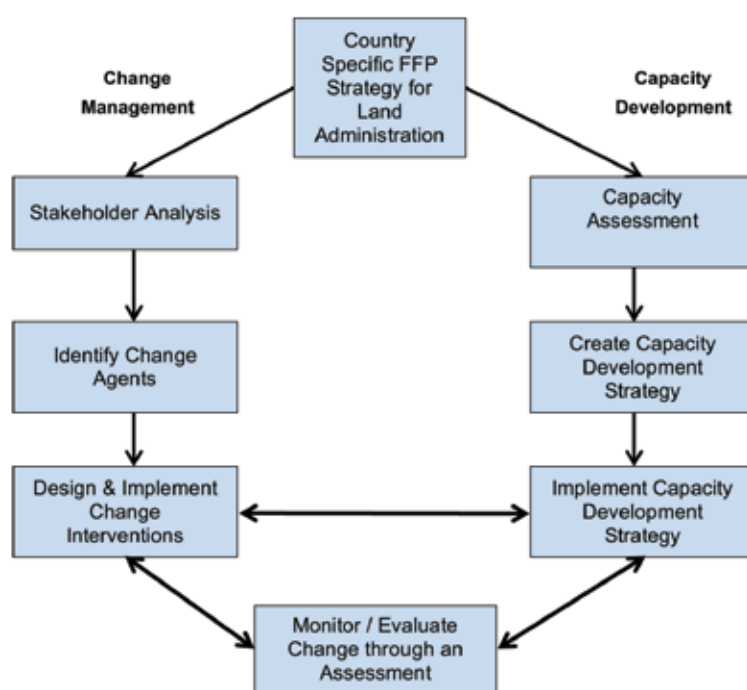 Country
Specific FFP
Strategy for
Land
Administration
Change
Management
Capacity
Development
Stakeholder Analysis
Capacity
Assessment
Identify Change
Agents
Create Capacity
Development
Strategy
Design & Implement
Change
Interventions
Implement Capacity
Development
Strategy
Monitor / Evaluate
Change through an
Assessment